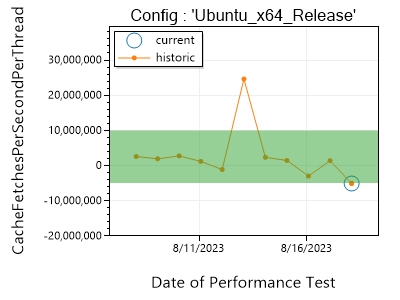 Config : 'Ubuntu_x64_Release'
current
historic
CacheFetchesPerSecondPerThread
30,000,000
20,000,000
10,000,000
0
-10,000,000
-20,000,000
8/11/2023
8/16/2023
Date of Performance Test